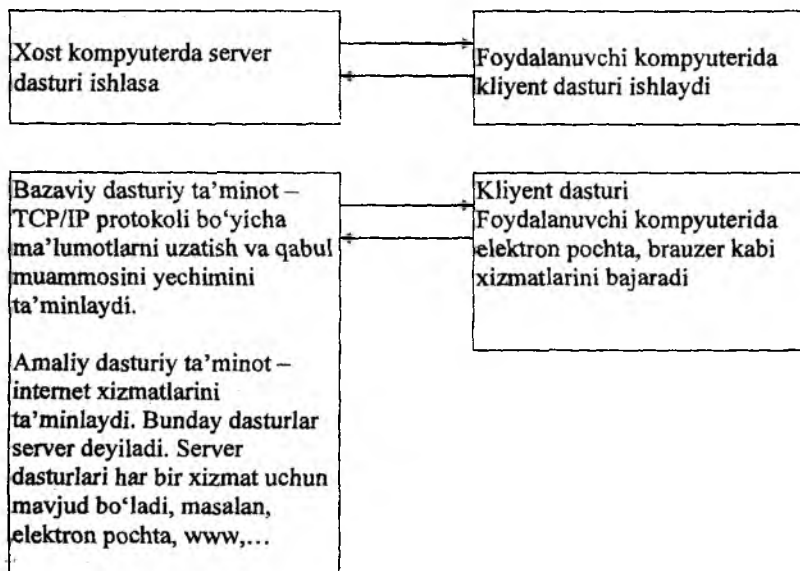 Xost kompyuterda server
dasturi ishlasa
Foydalanuvchi kompyuterida
kliyent dasturi ishlaydi
Bazaviy dasturiy ta’minot –
TCP/IP protokoli bo‘yicha
ma’lumotlarni uzatish va qabul
muammosini yechimini
ta’minlaydi.
Amaliy dasturiy ta’minot –
internet xizmatlarini
ta’minlaydi. Bunday dasturlar
server deyiladi. Server
dasturlari har bir xizmat uchun
mavjud bo‘ladi, masalan,
elektron pochta, www,…
Kliyent dasturi
Foydalanuvchi kompyuterida
elektron pochta, brauzer kabi
xizmatlarini bajaradi